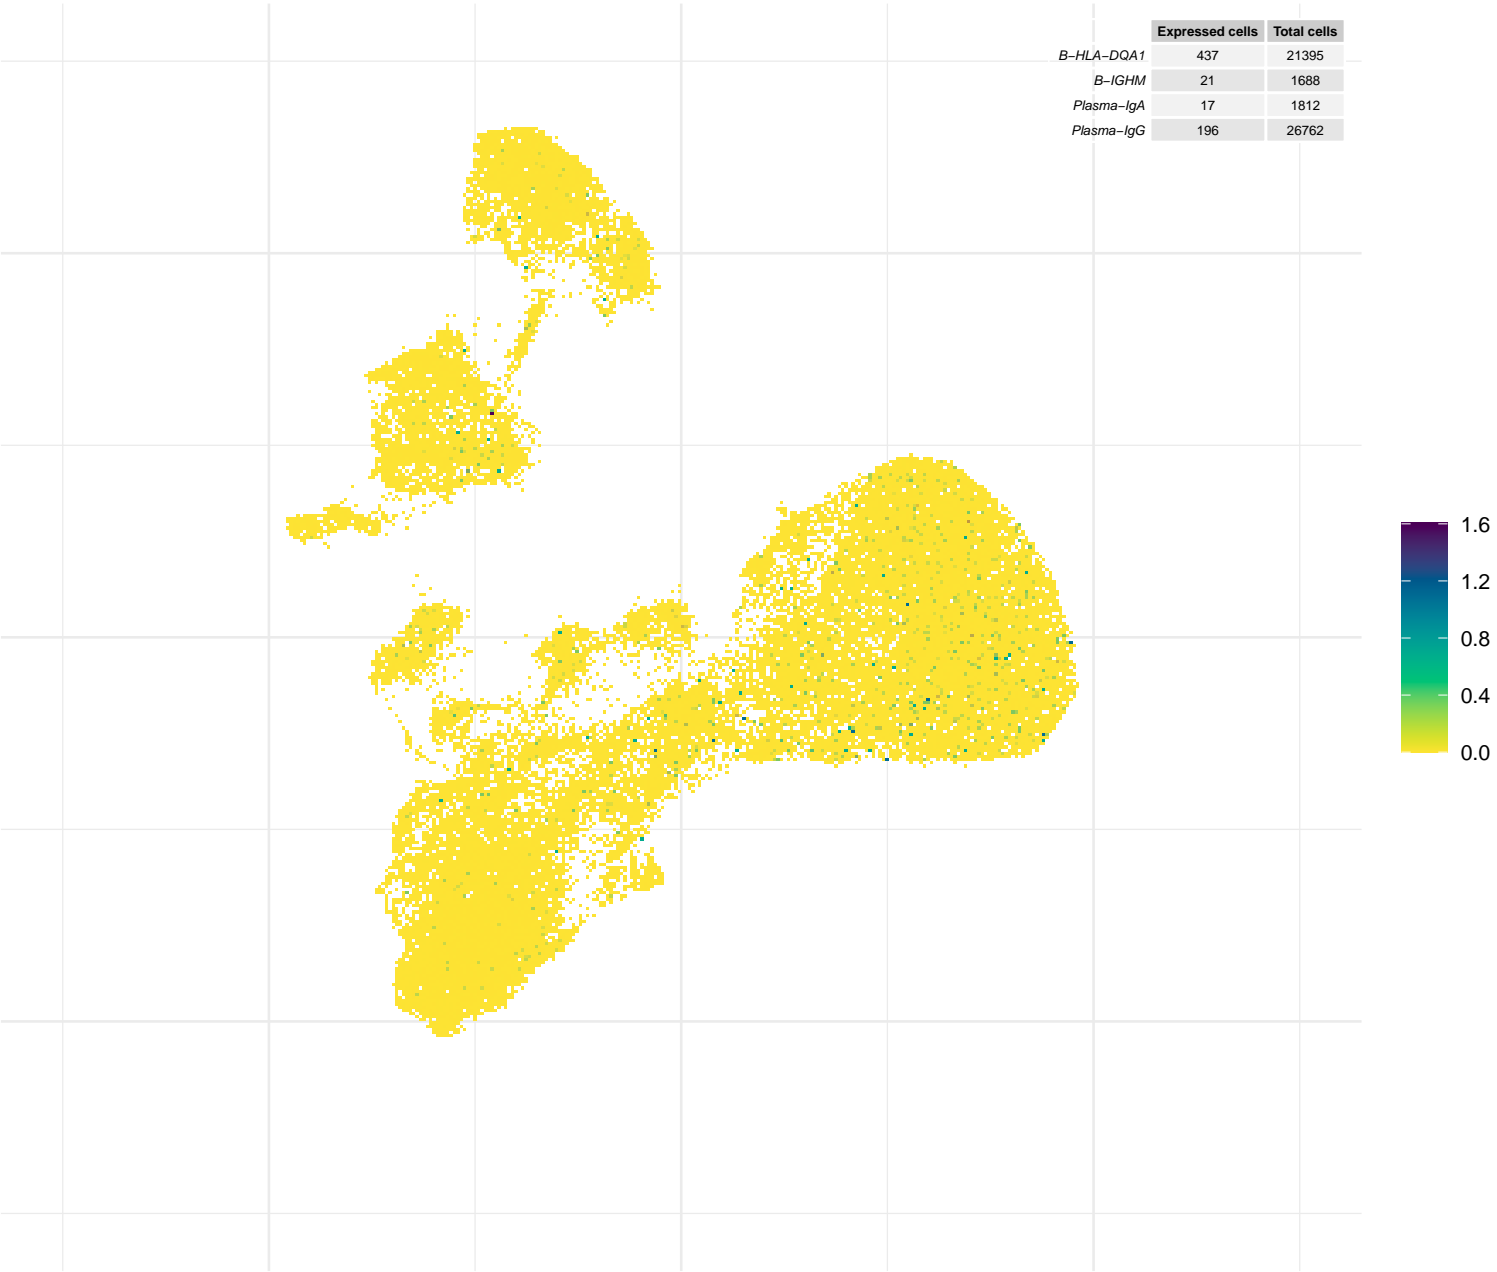 Expressed cells Total cells
B-HLA-DQA1 437 21395
B-IGHM 21 1688
Plasma-IgA 17 1812
Plasma-IgG 196 26762
1.6
1.2
0.8
0.4
0.0